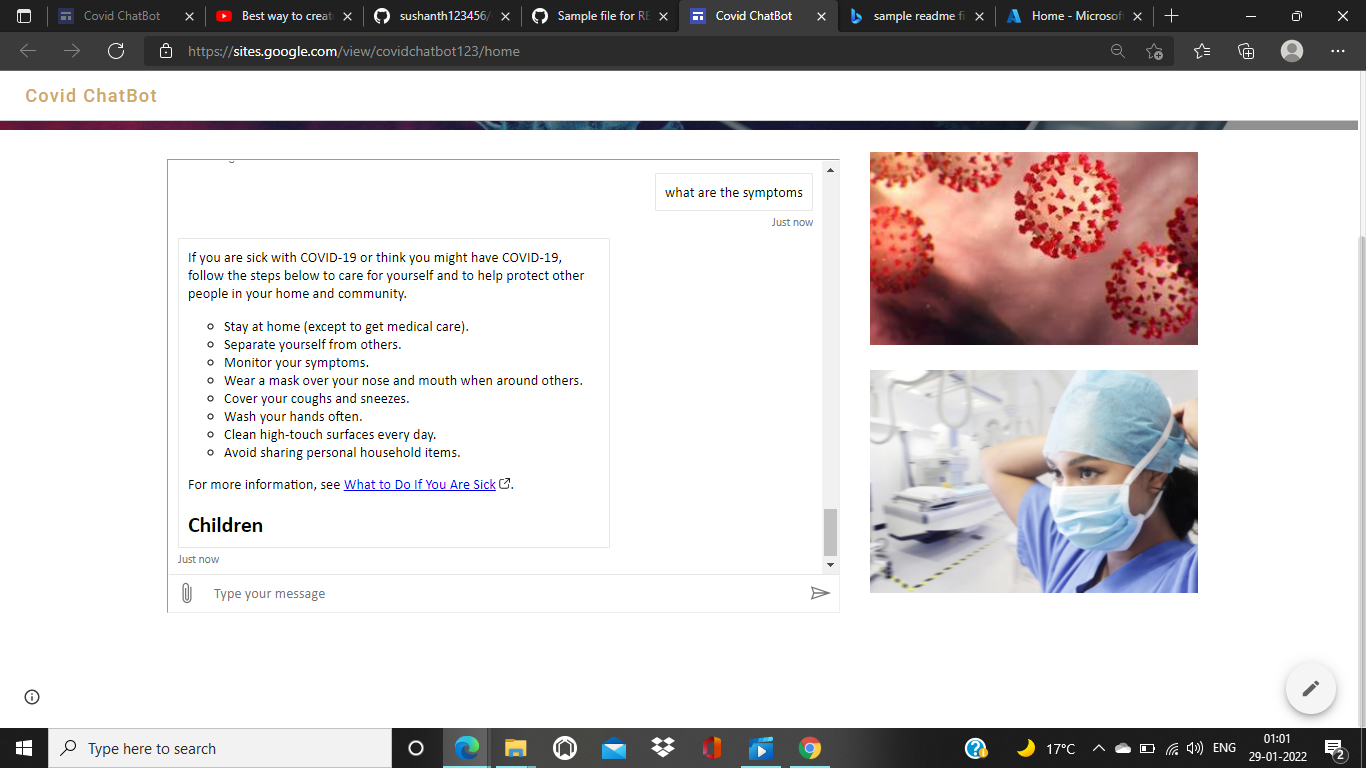 Covid ChatBot
Best way to creat
sushanth123456/
Sample file for RE
Covid ChatBot
sample readme fi
Home - Microsoft
https://sites.google.com/view/covidchatbot123/home
Covid ChatBot
what are the symptoms
Just now
If you are sick with COVID-19 or think you might have COVID-19,
follow the steps below to care for yourself and to help protect other
people in your home and community.
Stay at home (except to get medical care).
Separate yourself from others.
Monitor your symptoms.
Wear a mask over your nose and mouth when around others.
Cover your coughs and sneezes.
Wash your hands often.
Clean high-touch surfaces every day.
Avoid sharing personal household items.
For more information, see What to Do If You Are Sick.
Children
Just now
Type your message
Type here to search
17°C
ENG
01:01
29-01-2022
2